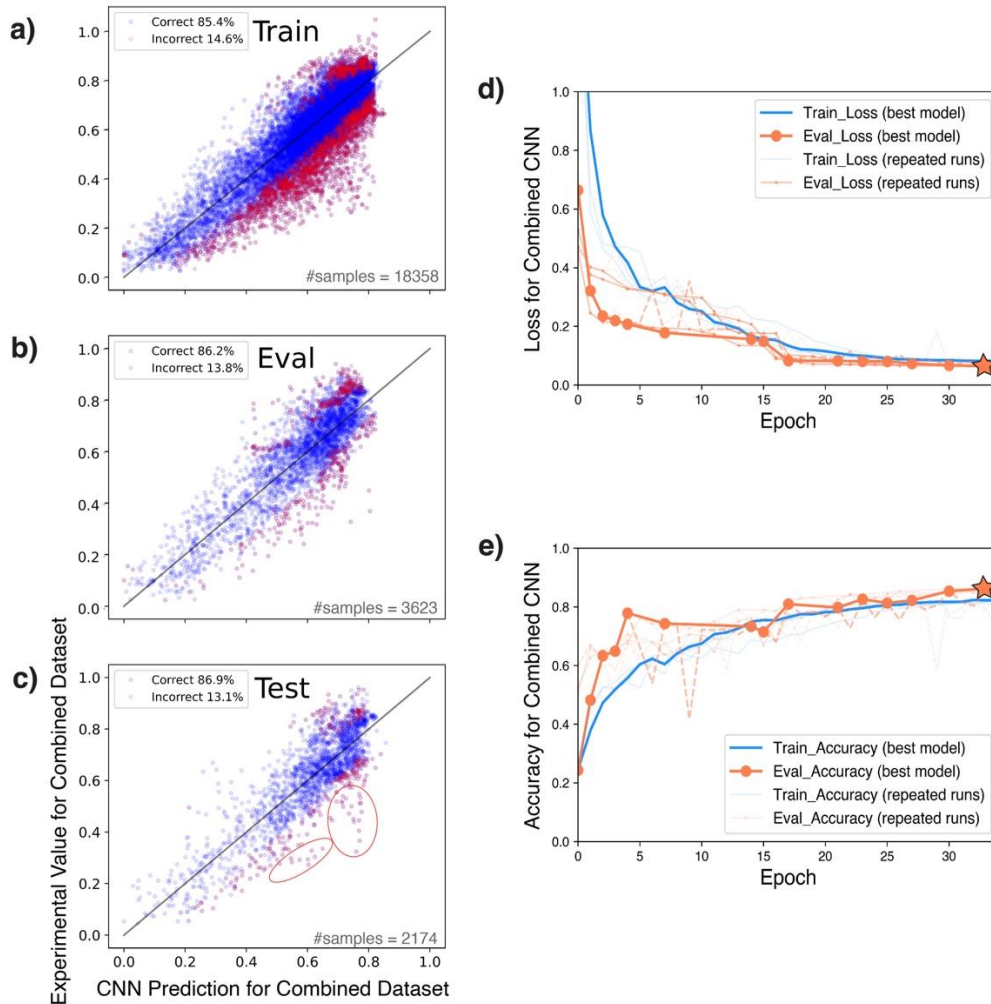 a)
Correct 85.4%
Incorrect 14.6%
Train
1.0
0.8
0.6
0.4
0.2
0.0
#samples = 18358
b)
Correct 86.2%
Incorrect 13.8%
Eval
1.0
0.8
0.6
0.4
0.2
0.0
#samples = 3623
c)
Correct 86.9%
Incorrect 13.1%
Test
1.0
0.8
0.6
0.4
0.2
0.0
#samples = 2174
0.0 0.2 0.4 0.6 0.8 1.0
CNN Prediction for Combined Dataset
Experimental Value for Combined Dataset
d)
Train_Loss (best model)
Eval_Loss (best model)
Train_Loss (repeated runs)
Eval_Loss (repeated runs)
1.0
0.8
0.6
0.4
0.2
0.0
0 5 10 15 20 25 30
Loss for Combined CNN
Epoch
e)
1.0
0.8
0.6
0.4
0.2
0.0
Train_Accuracy (best model)
Eval_Accuracy (best model)
Train_Accuracy (repeated runs)
Eval_Accuracy (repeated runs)
0 5 10 15 20 25 30
Accuracy for Combined CNN
Epoch